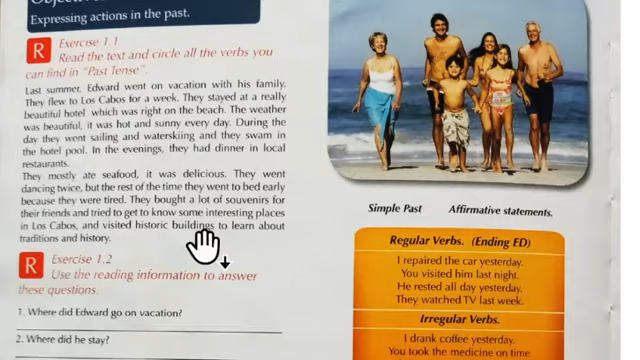 Expressing actions in the past.
R
Exercise 1.1
Read the text and circle all the verbs you
can find in "Past Tense".
Last summer, Edward went on vacation with his family.
They flew to Los Cabos for a week. They stayed at a really
beautiful hotel which was right on the beach. The weather
was beautiful, it was hot and sunny every day. During the
day they went sailing and waterskiing and they swam in
the hotel pool. In the evenings, they had dinner in local
restaurants.
They mostly ate seafood, it was delicious. They went
dancing twice, but the rest of the time they went to bed early
because they were tired. They bought a lot of souvenirs for
their friends and tried to get to know some interesting places
in Los Cabos, and visited historic buildings to learn about
traditions and history.
R
Exercise 1.2
Use the reading information to answer
these questions.
1. Where did Edward go on vacation?
2. Where did he stay?
Simple Past Affirmative statements.
Regular Verbs. (Ending ED)
I repaired the car yesterday.
You visited him last night.
He rested all day yesterday.
They watched TV last week.
Irregular Verbs.
I drank coffee yesterday.
You took the medicine on time